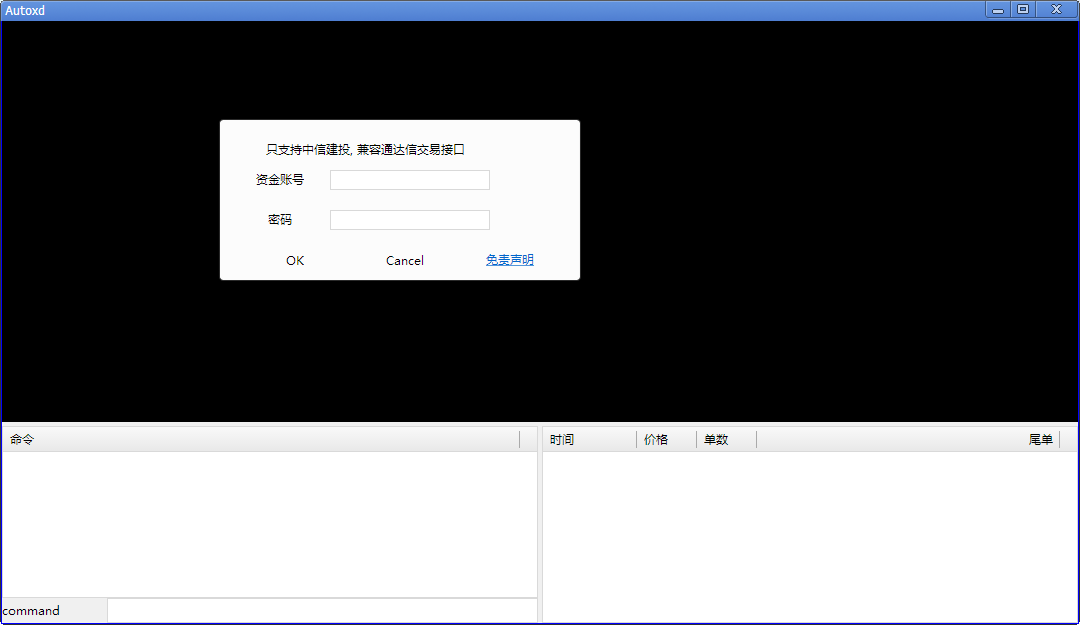 Autoxd
只支持中信建投, 兼容通达信交易接口
资金账号
密码
OK Cancel 免责声明
命令
时间 价格 单数 尾单
command